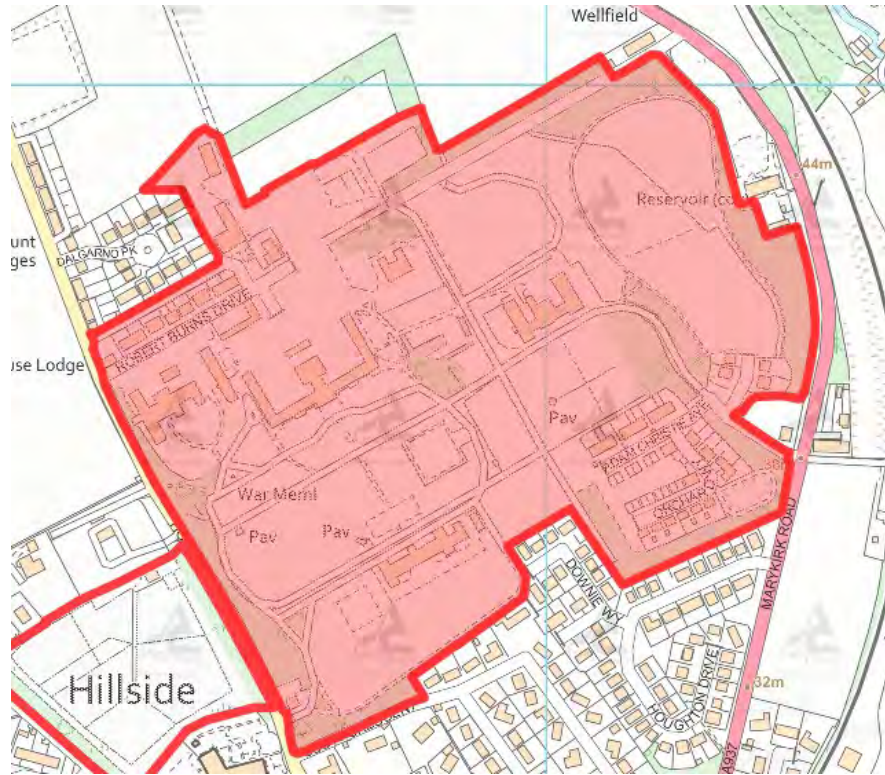 Wellfield
44m
Reservoir (co
unt
ges
DALGARNO PK
ROBERT BURNS DRIVE
use Lodge
Pav
War Meml
Pav
Pav
ORCHARD
MARYKIRK ROAD
DOWNIE W
Hillside
32m
HOUGHTON DRIVE
A937